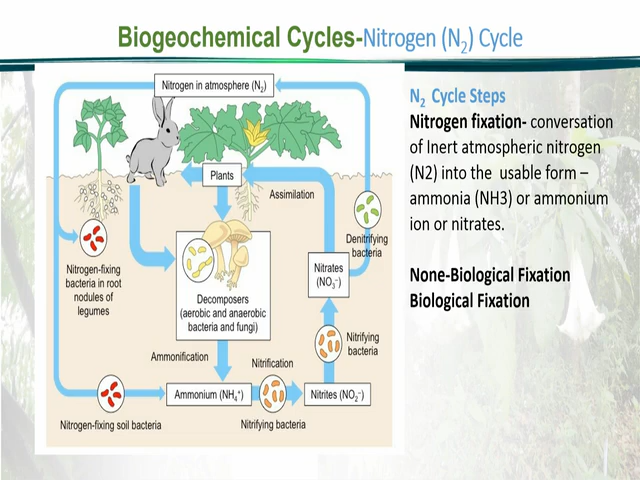 Biogeochemical Cycles-Nitrogen (N₂) Cycle
Nitrogen in atmosphere (N₂)
Plants
Assimilation
Denitrifying
bacteria
Nitrogen-fixing
bacteria in root
nodules of
legumes
Decomposers
(aerobic and anaerobic
bacteria and fungi)
Nitrates
(NO₃⁻)
Nitrifying
bacteria
Ammonification
Nitrification
Ammonium (NH₄⁺)
Nitrites (NO₂⁻)
Nitrogen-fixing soil bacteria
Nitrifying bacteria
N₂ Cycle Steps
Nitrogen fixation- conversation
of Inert atmospheric nitrogen
(N2) into the usable form –
ammonia (NH3) or ammonium
ion or nitrates.
None-Biological Fixation
Biological Fixation